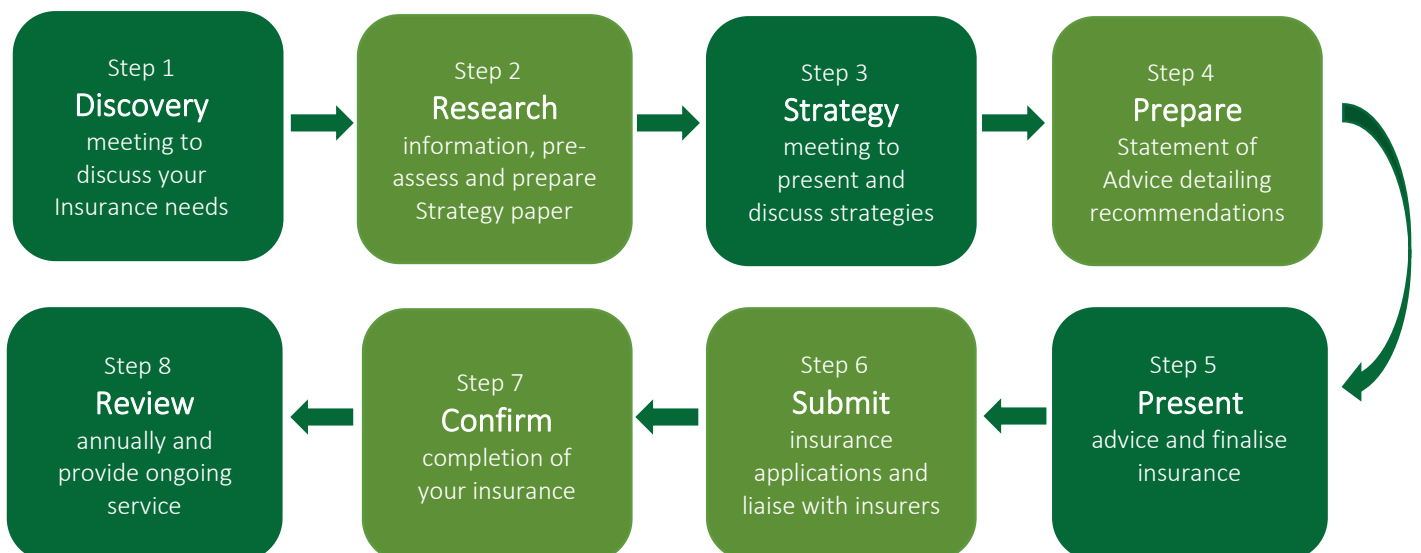 Step 1
Discovery
meeting to
discuss your
Insurance needs
Step 2
Research
information, pre-
assess and prepare
Strategy paper
Step 3
Strategy
meeting to
present and
discuss strategies
Step 4
Prepare
Statement of
Advice detailing
recommendations
Step 5
Present
advice and finalise
insurance
Step 6
Submit
insurance
applications and
liaise with insurers
Step 7
Confirm
completion of
your insurance
Step 8
Review
annually and
provide ongoing
service